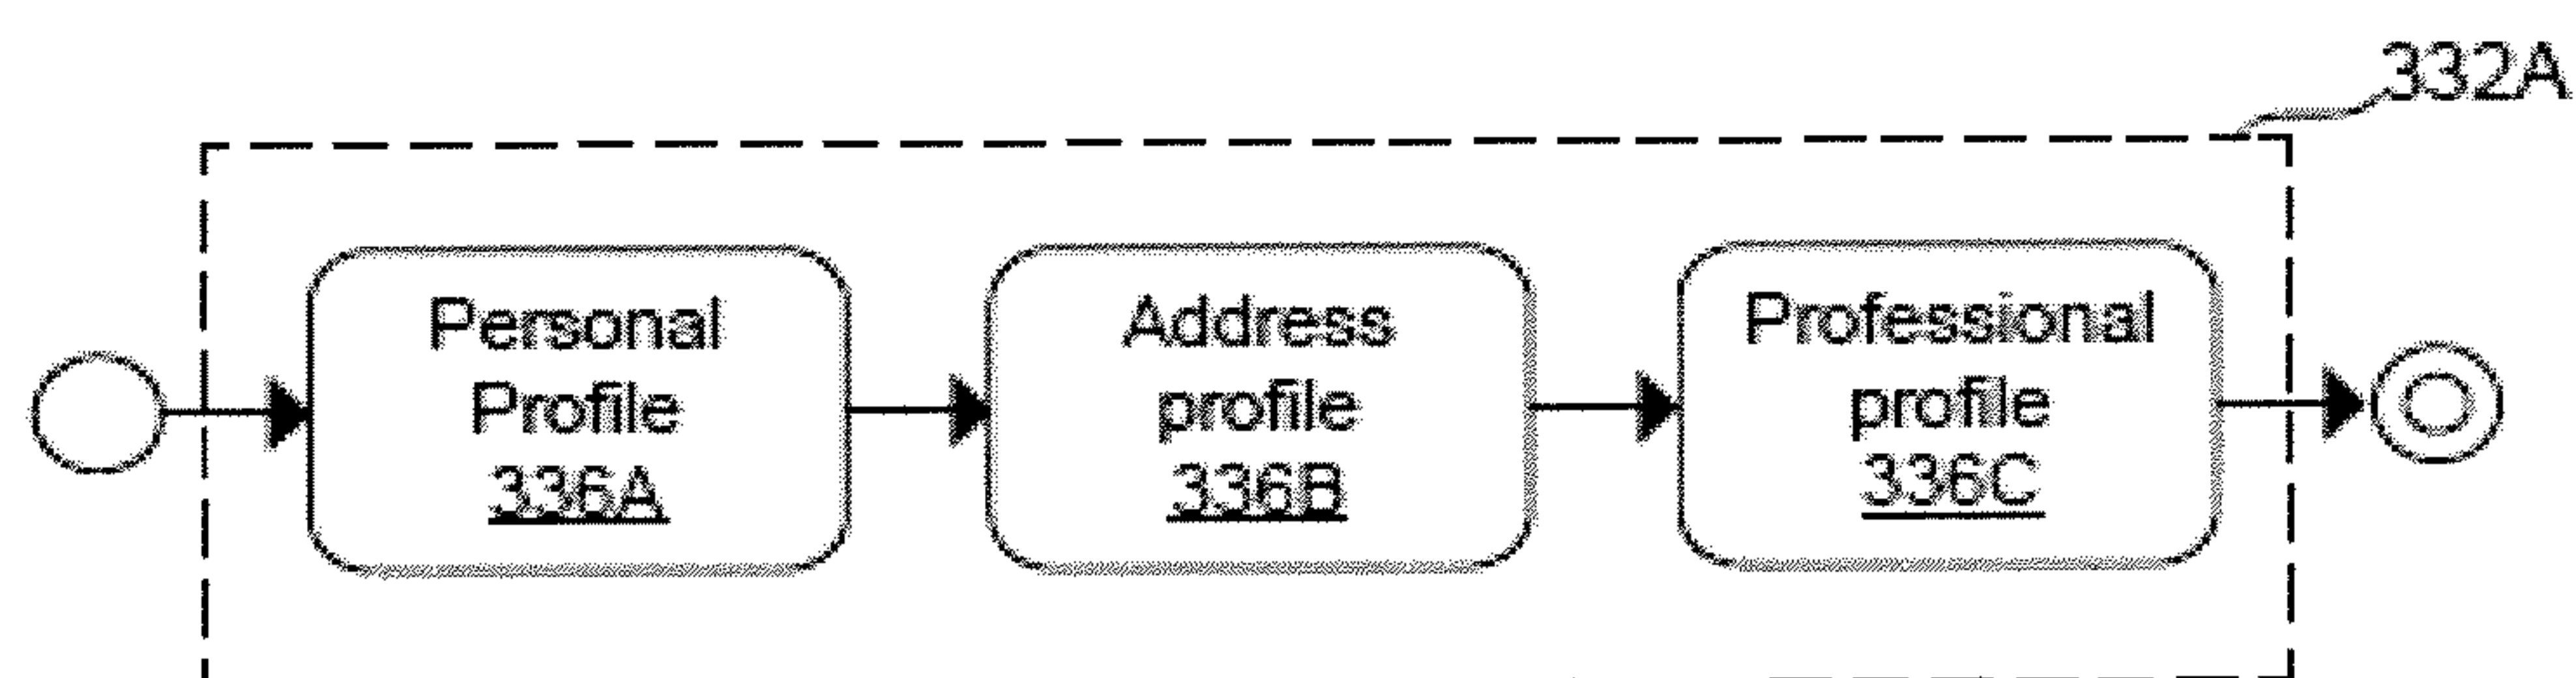 332A
Personal
Profile
336A
Address
profile
336B
Professional
profile
336C